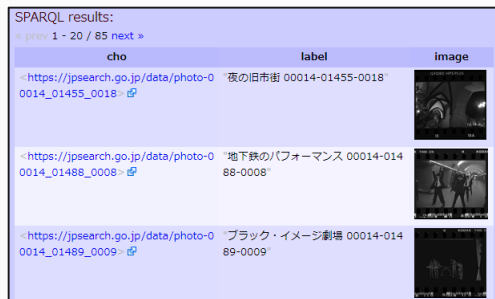 SPARQL results:
« prev 1 - 20 / 85 next »
cho label image
<https://jpsearch.go.jp/data/photo-0 "夜の旧市街 00014-01455-0018"
0014_01455_0018>
<https://jpsearch.go.jp/data/photo-0 "地下鉄のパフォーマンス 00014-014
0014_01488_0008> 88-0008"
<https://jpsearch.go.jp/data/photo-0 "ブラック・イメージ劇場 00014-014
0014_01489_0009> 89-0009"